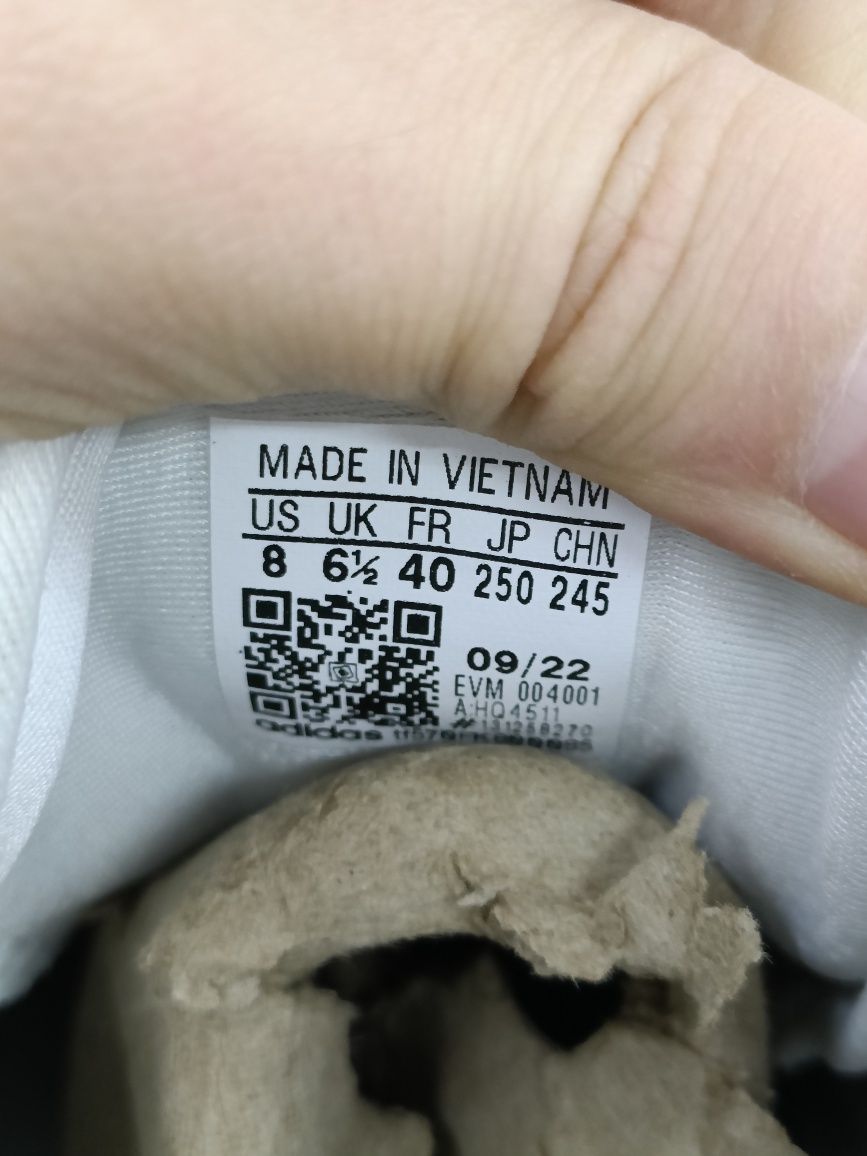 MADE IN VIETNAM
US UK FR JP CHN
8 6½ 40 250 245
09/22
EVM 004001
A:HQ4511
# 131258270
adidas